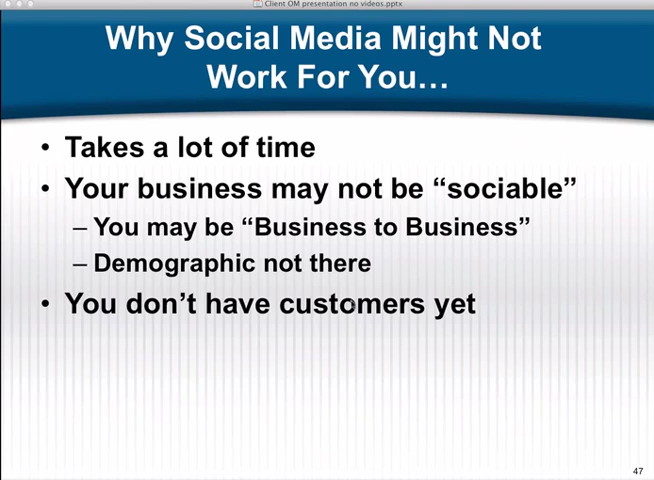 Client OM presentation no videos.pptx
Why Social Media Might Not
Work For You…
• Takes a lot of time
• Your business may not be “sociable”
– You may be “Business to Business”
– Demographic not there
• You don’t have customers yet
47